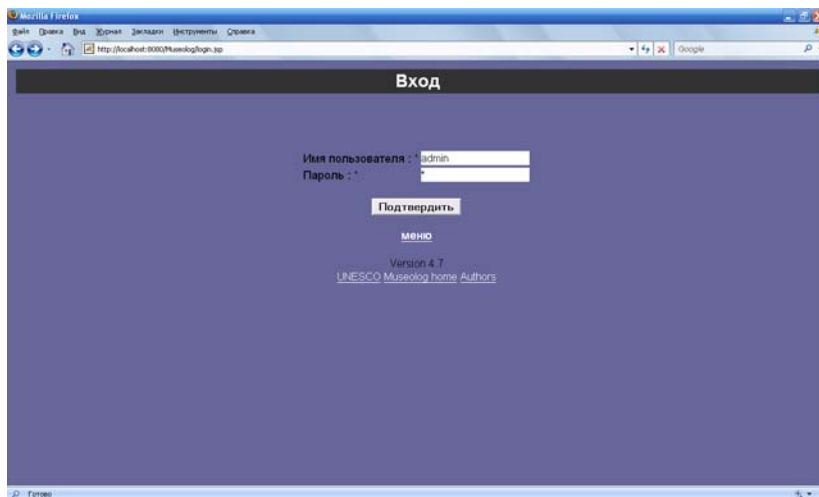 Mozilla Firefox
Файл Правка Вид Журнал Закладки Инструменты Справка
http://localhost:8080/Museolog/login.jsp
Google
Вход
Имя пользователя : * admin
Пароль : * *
Подтвердить
меню
Version 4.7
UNESCO Museolog home Authors
Готово